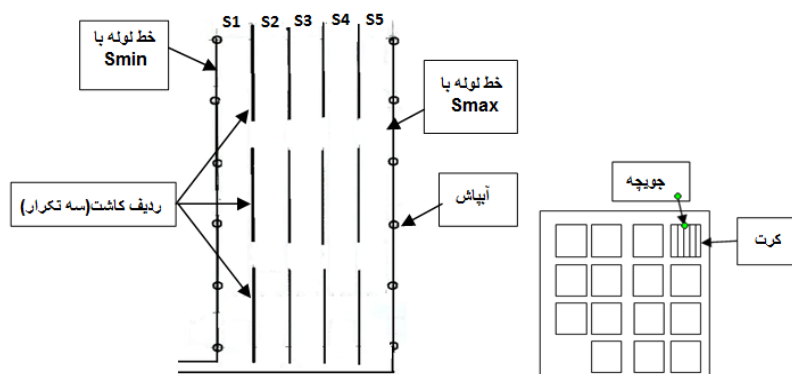 S1 S2 S3 S4 S5
خط لوله با
Smin
خط لوله با
Smax
ردیف کاشت(سه تکرار)
آبپاش
جویچه
کرت